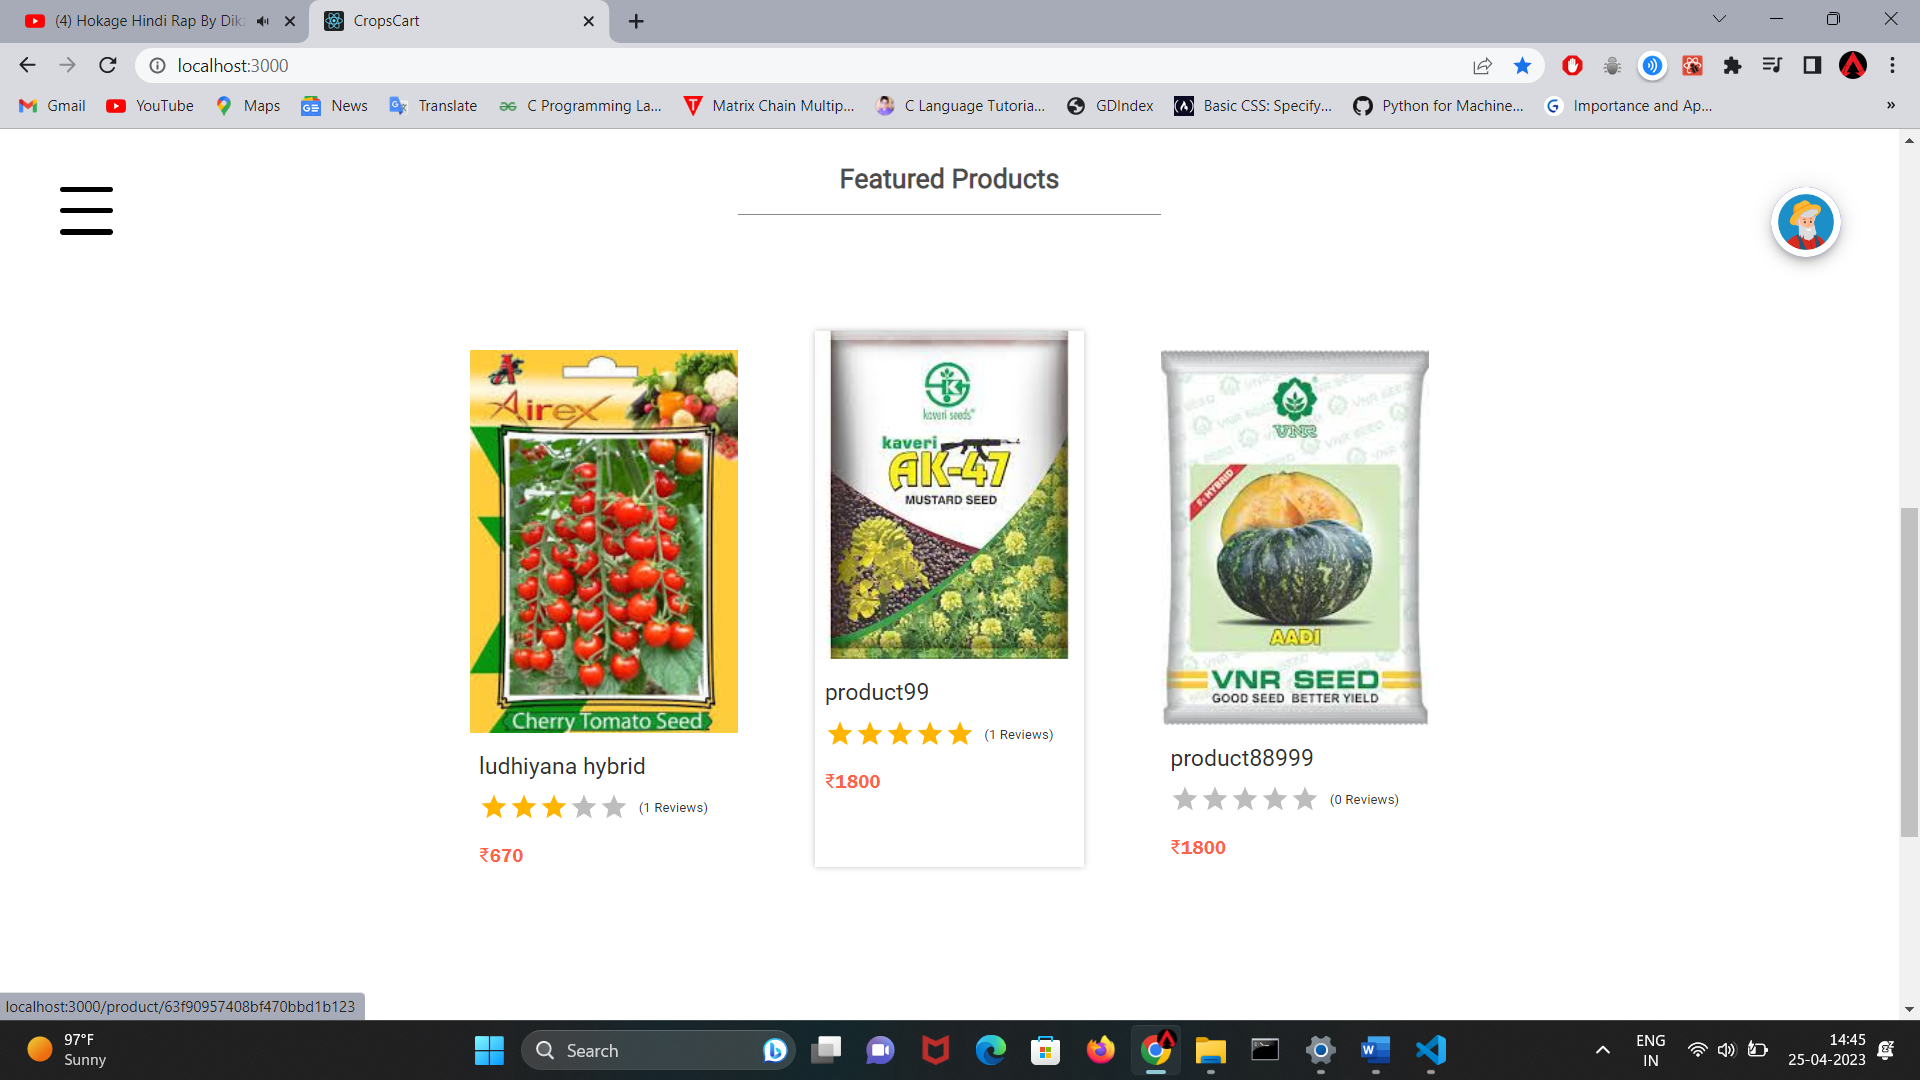 (4) Hokage Hindi Rap By Dik
CropsCart
localhost:3000
Gmail
YouTube
Maps
News
Translate
C Programming La...
Matrix Chain Multip...
C Language Tutoria...
GDIndex
Basic CSS: Specify...
Python for Machine...
Importance and Ap...
»
Featured Products
Airex
Cherry Tomato Seed
ludhiyana hybrid
(1 Reviews)
₹670
kaveri seeds
kaveri
AK-47
MUSTARD SEED
product99
(1 Reviews)
₹1800
VNR
F1 HYBRID
AADI
VNR SEED
GOOD SEED BETTER YIELD
product88999
(0 Reviews)
₹1800
localhost:3000/product/63f90957408bf470bbd1b123
97°F
Sunny
Search
ENG
IN
14:45
25-04-2023